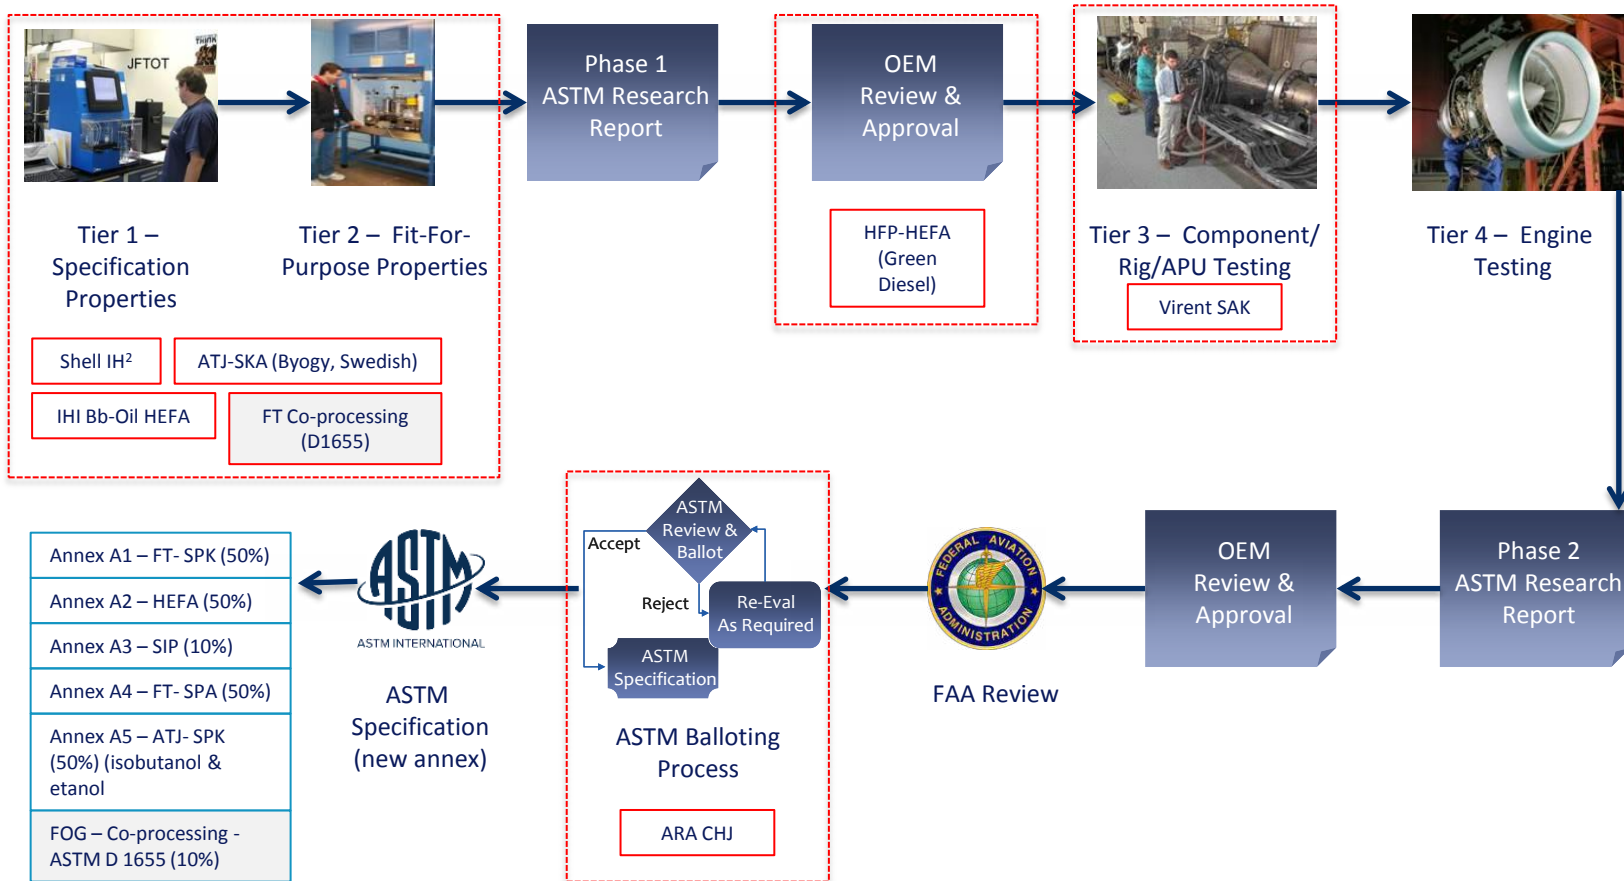 JFTOT
Phase 1
ASTM Research
Report
OEM
Review &
Approval
Tier 1 –
Specification
Properties
Tier 2 – Fit-For-
Purpose Properties
HFP-HEFA
(Green
Diesel)
Tier 3 – Component/
Rig/APU Testing
Virent SAK
Tier 4 – Engine
Testing
Shell IH²
ATJ-SKA (Byogy, Swedish)
IHI Bb-Oil HEFA
FT Co-processing
(D1655)
Annex A1 – FT- SPK (50%)
Annex A2 – HEFA (50%)
Annex A3 – SIP (10%)
Annex A4 – FT- SPA (50%)
Annex A5 – ATJ- SPK
(50%) (isobutanol &
etanol
FOG – Co-processing -
ASTM D 1655 (10%)
ASTM
ASTM INTERNATIONAL
ASTM
Specification
(new annex)
ASTM
Review &
Ballot
Accept
Reject
Re-Eval
As Required
ASTM
Specification
ASTM Balloting
Process
ARA CHJ
FEDERAL AVIATION
ADMINISTRATION
FAA Review
OEM
Review &
Approval
Phase 2
ASTM Research
Report